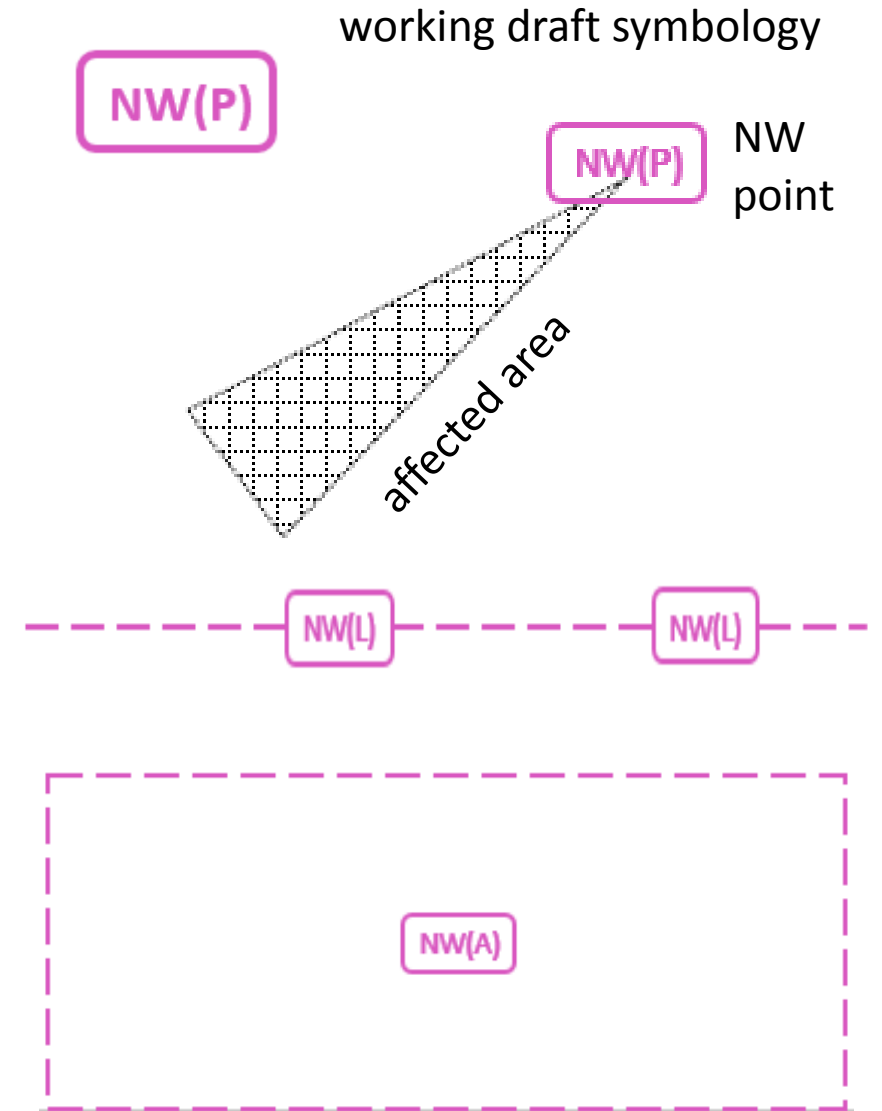 working draft symbology
NW(P)
NW(P)
NW
point
affected area
NW(L)
NW(L)
NW(A)